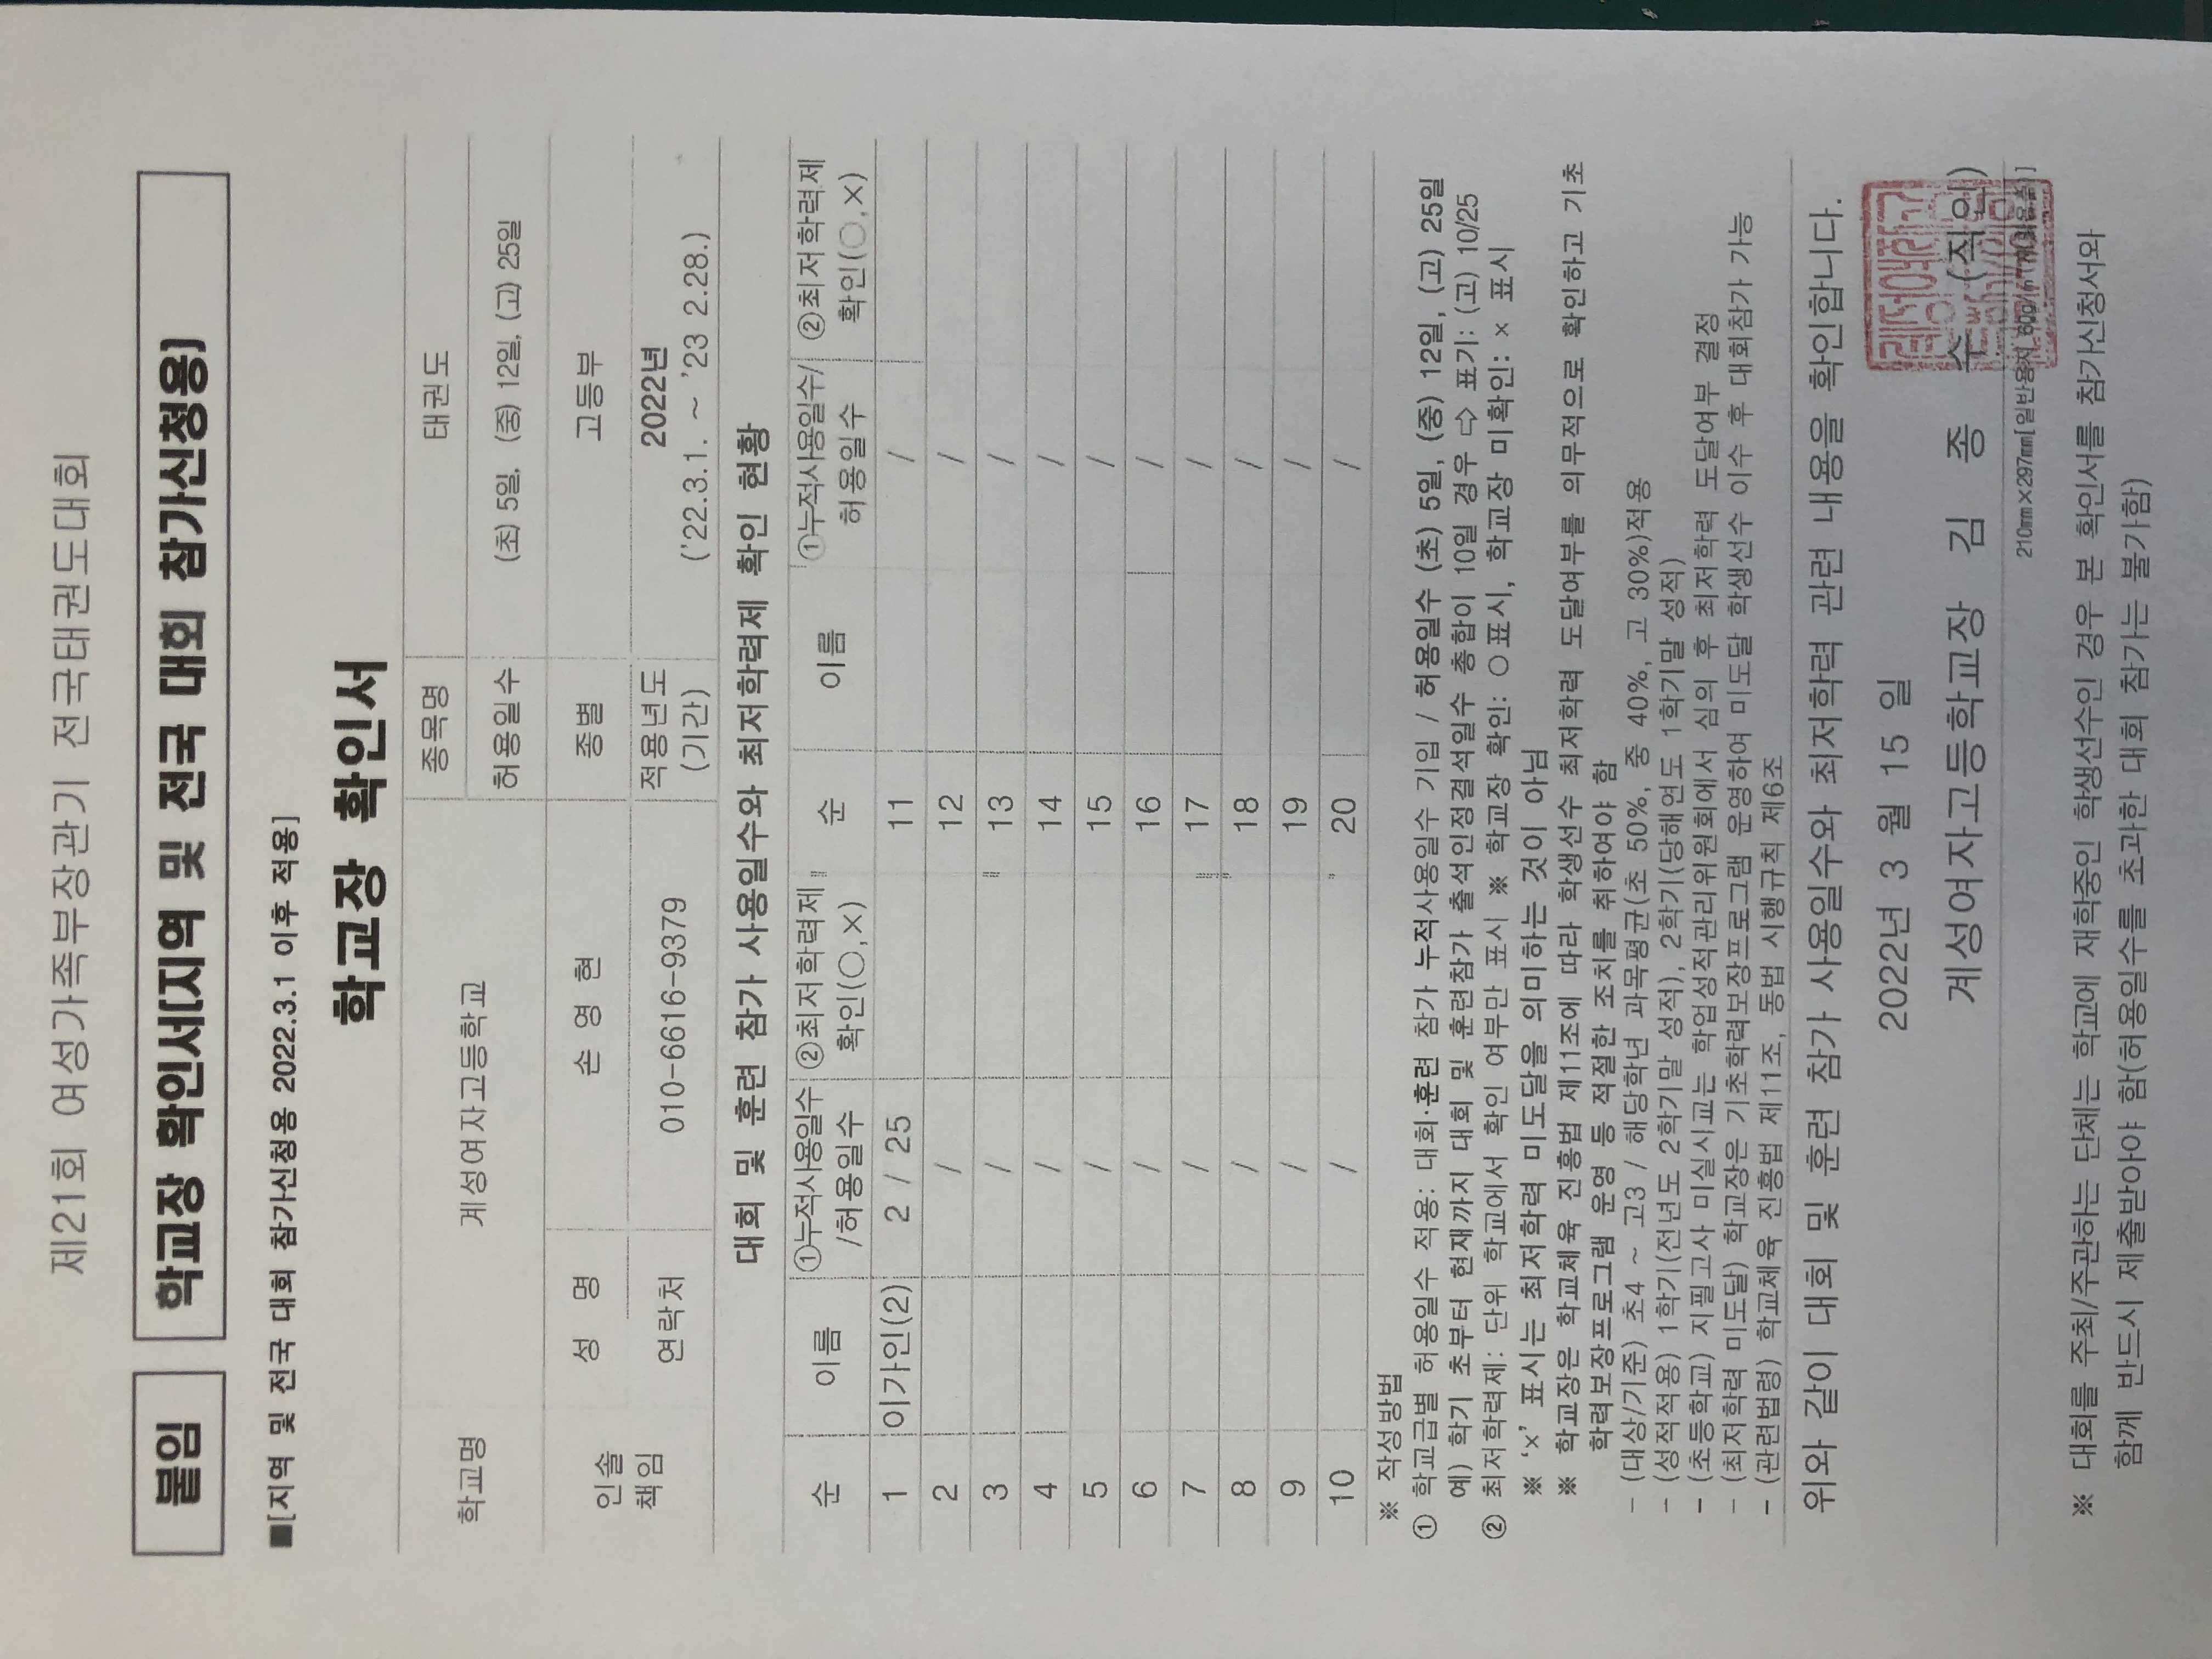 제21회 여성가족부장관기 전국태권도대회
붙임 학교장 확인서(지역 및 전국 대회 참가신청용)
■[지역 및 전국 대회 참가신청용 2022.3.1 이후 적용]
학교장 확인서
학교명 계성여자고등학교 종목명 태권도
허용일수 (초) 5일, (중) 12일, (고) 25일
인솔 책임 성 명 손 영 현 종별 고등부
연락처 010-6616-9379 적용년도 (기간) 2022년
('22.3.1. ~ '23 2.28.)
대회 및 훈련 참가 사용일수와 최저학력제 확인 현황
순 이름 ①누적사용일수 /허용일수 ②최저학력제 확인(○,×) 순 이름 ①누적사용일수/ 허용일수 ②최저학력제 확인(○,×)
1 이가인(2) 2 / 25 11 /
2 / 12 /
3 / 13 /
4 / 14 /
5 / 15 /
6 / 16 /
7 / 17 /
8 / 18 /
9 / 19 /
10 / 20 /
※ 작성방법
① 학교급별 허용일수 적용: 대회·훈련 참가 누적사용일수 기입 / 허용일수 (초) 5일, (중) 12일, (고) 25일
예) 학기 초부터 현재까지 대회 및 훈련참가 출석인정결석일수 총합이 10일 경우 ⇨ 표기: (고) 10/25
② 최저학력제: 단위 학교에서 확인 여부만 표시 ※ 학교장 확인: ○표시, 학교장 미확인: × 표시
※ '×' 표시는 최저학력 미도달을 의미하는 것이 아님
※ 학교장은 학교체육 진흥법 제11조에 따라 학생선수 최저학력 도달여부를 의무적으로 확인하고 기초
학력보장프로그램 운영 등 적절한 조치를 취하여야 함
- (대상/기준) 초4 ~ 고3 / 해당학년 과목평균(초 50%, 중 40%, 고 30%)적용
- (성적적용) 1학기(전년도 2학기말 성적), 2학기(당해연도 1학기말 성적)
- (초등학교) 지필고사 미실시교는 학업성적관리위원회에서 심의 후 최저학력 도달여부 결정
- (최저학력 미도달) 학교장은 기초학력보장프로그램 운영하여 미도달 학생선수 이수 후 대회참가 가능
- (관련법령) 학교체육 진흥법 제11조, 동법 시행규칙 제6조
위와 같이 대회 및 훈련 참가 사용일수와 최저학력 관련 내용을 확인합니다.
2022년 3 월 15 일
계성여자고등학교장 김 종 수 (직인)
210㎜×297㎜[일반용지
※ 대회를 주최/주관하는 단체는 학교에 재학중인 학생선수인 경우 본 확인서를 참가신청서와
함께 반드시 제출받아야 함(허용일수를 초과한 대회 참가는 불가함)